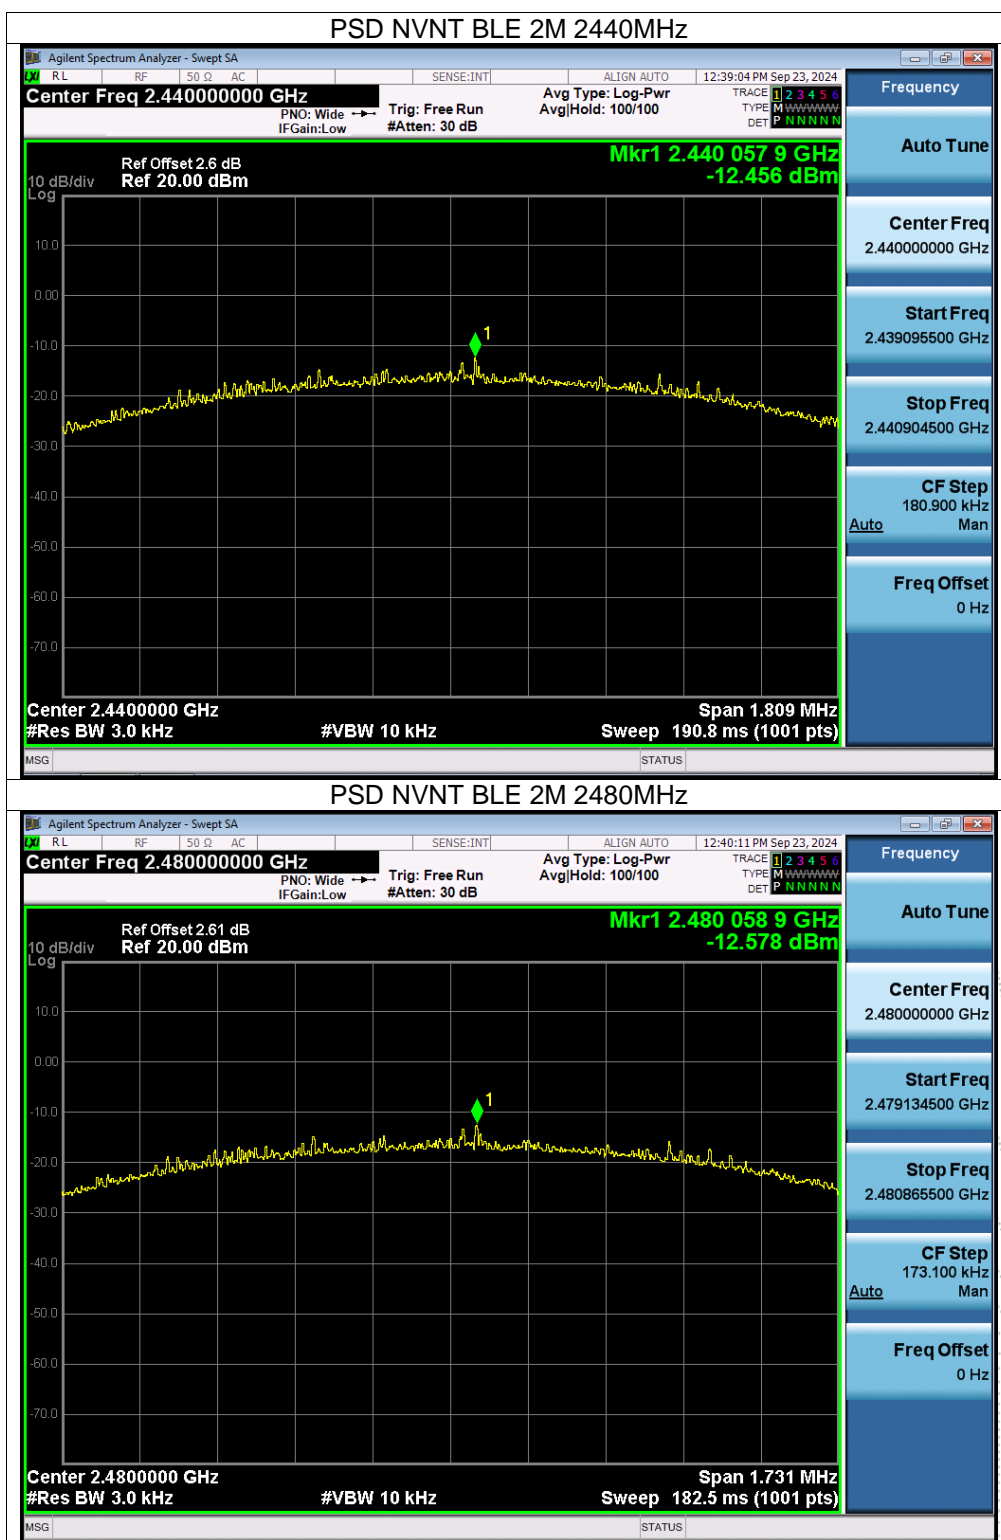 PSD NVNT BLE 2M 2440MHz
Agilent Spectrum Analyzer - Swept SA
LXI RL RF 50 Ω AC SENSE:INT ALIGN AUTO 12:39:04 PM Sep 23, 2024
Center Freq 2.440000000 GHz
PNO: Wide
IFGain:Low
Trig: Free Run
#Atten: 30 dB
Avg Type: Log-Pwr
Avg|Hold: 100/100
TRACE 1 2 3 4 5 6
TYPE M WWWWW
DET P N N N N N
Frequency
Auto Tune
Center Freq
2.440000000 GHz
Start Freq
2.439095500 GHz
Stop Freq
2.440904500 GHz
CF Step
180.900 kHz
Auto Man
Freq Offset
0 Hz
Mkr1 2.440 057 9 GHz
-12.456 dBm
Ref Offset 2.6 dB
10 dB/div Ref 20.00 dBm
Log
10.0
0.00
1
-10.0
-20.0
-30.0
-40.0
-50.0
-60.0
-70.0
Center 2.4400000 GHz Span 1.809 MHz
#Res BW 3.0 kHz #VBW 10 kHz Sweep 190.8 ms (1001 pts)
MSG STATUS
PSD NVNT BLE 2M 2480MHz
Agilent Spectrum Analyzer - Swept SA
LXI RL RF 50 Ω AC SENSE:INT ALIGN AUTO 12:40:11 PM Sep 23, 2024
Center Freq 2.480000000 GHz
PNO: Wide
IFGain:Low
Trig: Free Run
#Atten: 30 dB
Avg Type: Log-Pwr
Avg|Hold: 100/100
TRACE 1 2 3 4 5 6
TYPE M WWWWW
DET P N N N N N
Frequency
Auto Tune
Center Freq
2.480000000 GHz
Start Freq
2.479134500 GHz
Stop Freq
2.480865500 GHz
CF Step
173.100 kHz
Auto Man
Freq Offset
0 Hz
Mkr1 2.480 058 9 GHz
-12.578 dBm
Ref Offset 2.61 dB
10 dB/div Ref 20.00 dBm
Log
10.0
0.00
1
-10.0
-20.0
-30.0
-40.0
-50.0
-60.0
-70.0
Center 2.4800000 GHz Span 1.731 MHz
#Res BW 3.0 kHz #VBW 10 kHz Sweep 182.5 ms (1001 pts)
MSG STATUS